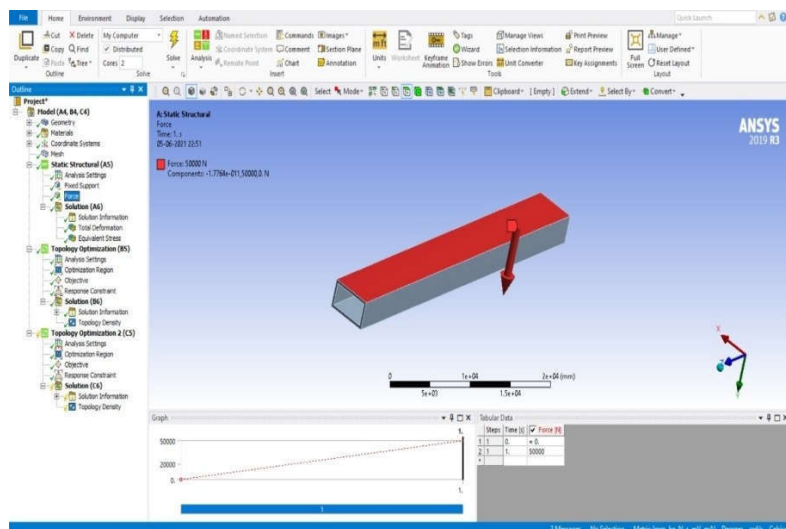 File Home Environment Display Selection Automation Quick Launch
Duplicate Cut Delete Copy Find Paste Tree
Outline
My Computer
Distributed
Cores 2
Solve
Solve
Analysis Named Selection Commands Images
Coordinate System Comment Section Plane
Remote Point Chart Annotation
Insert
Units Worksheet Keyframe Animation
Tags Manage Views Print Preview
Wizard Selection Information Report Preview
Show Errors Unit Converter Key Assignments
Tools
Full Screen
Manage
User Defined
Reset Layout
Layout
Outline
Select Mode Clipboard [Empty] Extend Select By Convert
Project*
Model (A4, B4, C4)
Geometry
Materials
Coordinate Systems
Mesh
Static Structural (A5)
Analysis Settings
Fixed Support
Force
Solution (A6)
Solution Information
Total Deformation
Equivalent Stress
Topology Optimization (B5)
Analysis Settings
Optimization Region
Objective
Response Constraint
Solution (B6)
Solution Information
Topology Density
Topology Optimization 2 (C5)
Analysis Settings
Optimization Region
Objective
Response Constraint
Solution (C6)
Solution Information
Topology Density
A: Static Structural
Force
Time: 1. s
05-06-2021 22:51
Force: 50000 N
Components: -1.7764e-011,50000,0. N
ANSYS
2019 R3
0 1e+04 2e+04 (mm)
5e+03 1.5e+04
X
Y
Graph
1.
50000
20000
0.
1.
1
Tabular Data
Steps Time [s] Force [N]
1 1 0. = 0.
2 1 1. 50000
*